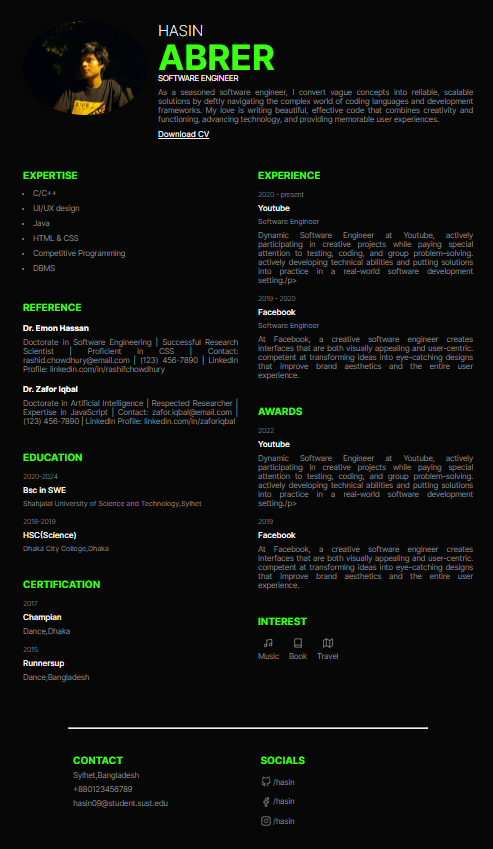 HASIN
ABRER
SOFTWARE ENGINEER
As a seasoned software engineer, I convert vague concepts into reliable, scalable
solutions by deftly navigating the complex world of coding languages and development
frameworks. My love is writing beautiful, effective code that combines creativity and
functioning, advancing technology, and providing memorable user experiences.
Download CV
EXPERTISE
C/C++
UI/UX design
Java
HTML & CSS
Competitive Programming
DBMS
REFERENCE
Dr. Emon Hassan
Doctorate in Software Engineering | Successful Research
Scientist | Proficient in CSS | Contact:
rashid.chowdhury@email.com | (123) 456-7890 | LinkedIn
Profile: linkedin.com/in/rashifchowdhury
Dr. Zafor Iqbal
Doctorate in Artificial Intelligence | Respected Researcher |
Expertise in JavaScript | Contact: zafor.iqbal@email.com |
(123) 456-7890 | LinkedIn Profile: linkedin.com/in/zaforiqbal
EDUCATION
2020-2024
Bsc in SWE
Shahjalal University of Science and Technology,Sylhet
2018-2019
HSC(Science)
Dhaka City College,Dhaka
CERTIFICATION
2017
Champian
Dance,Dhaka
2015
Runnersup
Dance,Bangladesh
EXPERIENCE
2020 - present
Youtube
Software Engineer
Dynamic Software Engineer at Youtube, actively
participating in creative projects while paying special
attention to testing, coding, and group problem-solving.
actively developing technical abilities and putting solutions
into practice in a real-world software development
setting./p>
2019 - 2020
Facebook
Software Engineer
At Facebook, a creative software engineer creates
interfaces that are both visually appealing and user-centric.
competent at transforming ideas into eye-catching designs
that improve brand aesthetics and the entire user
experience.
AWARDS
2022
Youtube
Dynamic Software Engineer at Youtube, actively
participating in creative projects while paying special
attention to testing, coding, and group problem-solving.
actively developing technical abilities and putting solutions
into practice in a real-world software development
setting./p>
2019
Facebook
At Facebook, a creative software engineer creates
interfaces that are both visually appealing and user-centric.
competent at transforming ideas into eye-catching designs
that improve brand aesthetics and the entire user
experience.
INTEREST
Music Book Travel
CONTACT
Sylhet,Bangladesh
+880123456789
hasin09@student.sust.edu
SOCIALS
/hasin
/hasin
/hasin